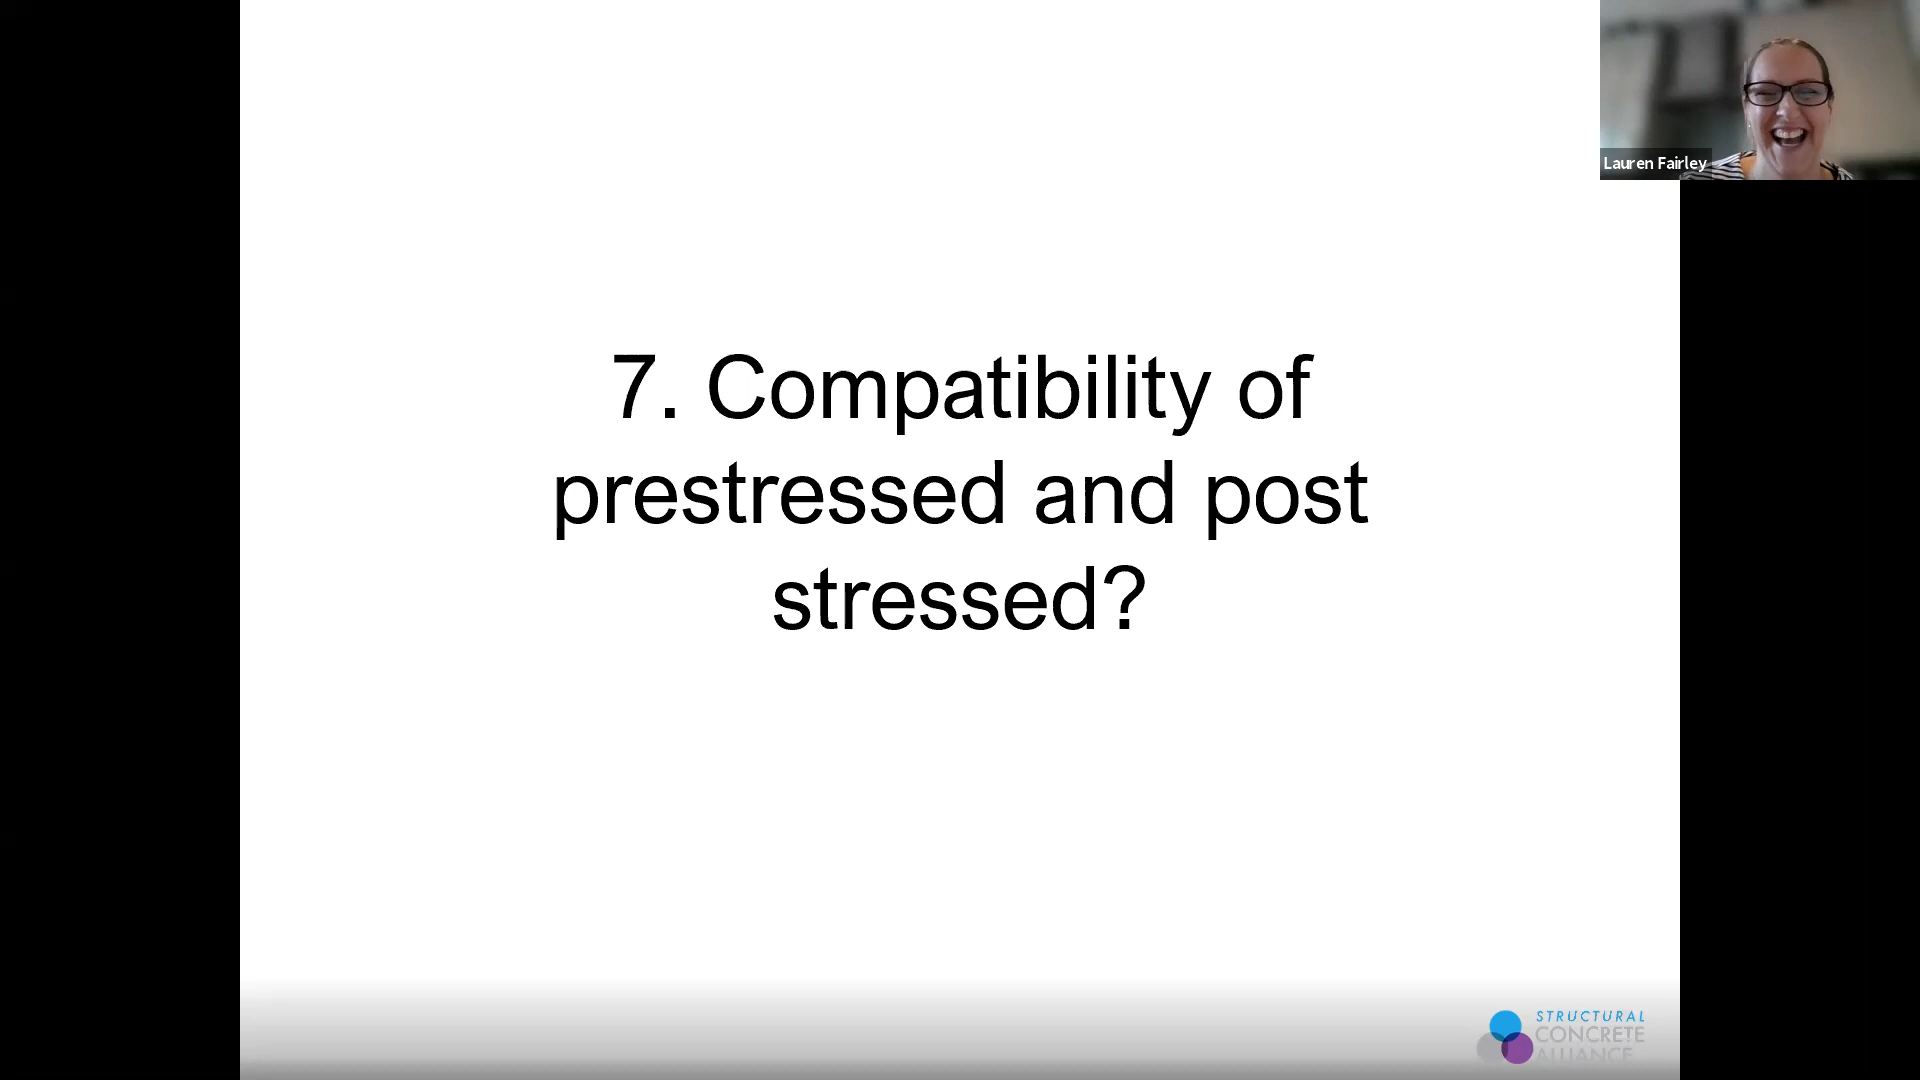 Lauren Fairley
7. Compatibility of
prestressed and post
stressed?
STRUCTURAL
CONCRETE
ALLIANCE